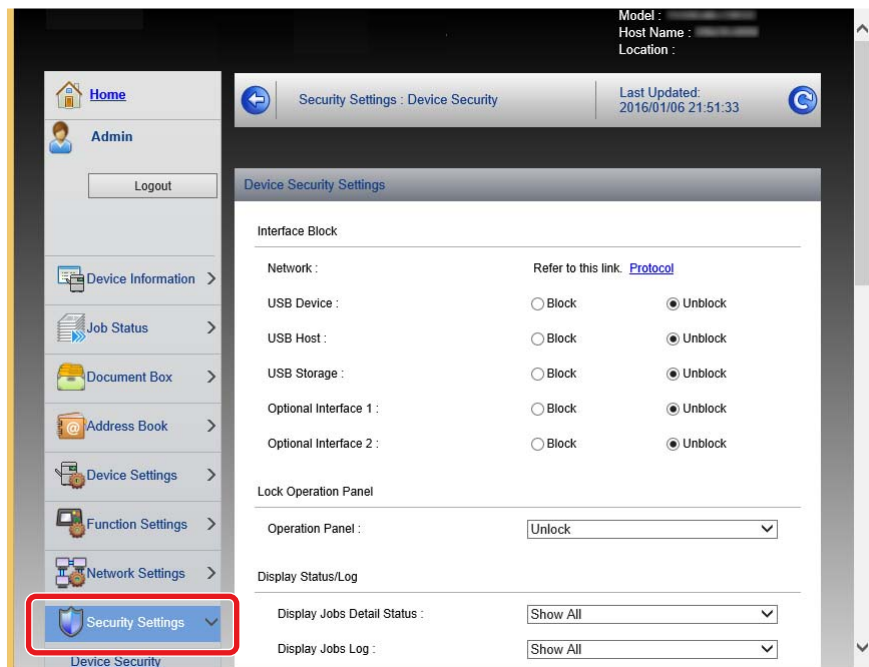 Model :
Host Name :
Location :
Home
Admin
Logout
Device Information
Job Status
Document Box
Address Book
Device Settings
Function Settings
Network Settings
Security Settings
Device Security
Security Settings : Device Security
Last Updated:
2016/01/06 21:51:33
Device Security Settings
Interface Block
Network : Refer to this link. Protocol
USB Device : Block Unblock
USB Host : Block Unblock
USB Storage : Block Unblock
Optional Interface 1 : Block Unblock
Optional Interface 2 : Block Unblock
Lock Operation Panel
Operation Panel : Unlock
Display Status/Log
Display Jobs Detail Status : Show All
Display Jobs Log : Show All